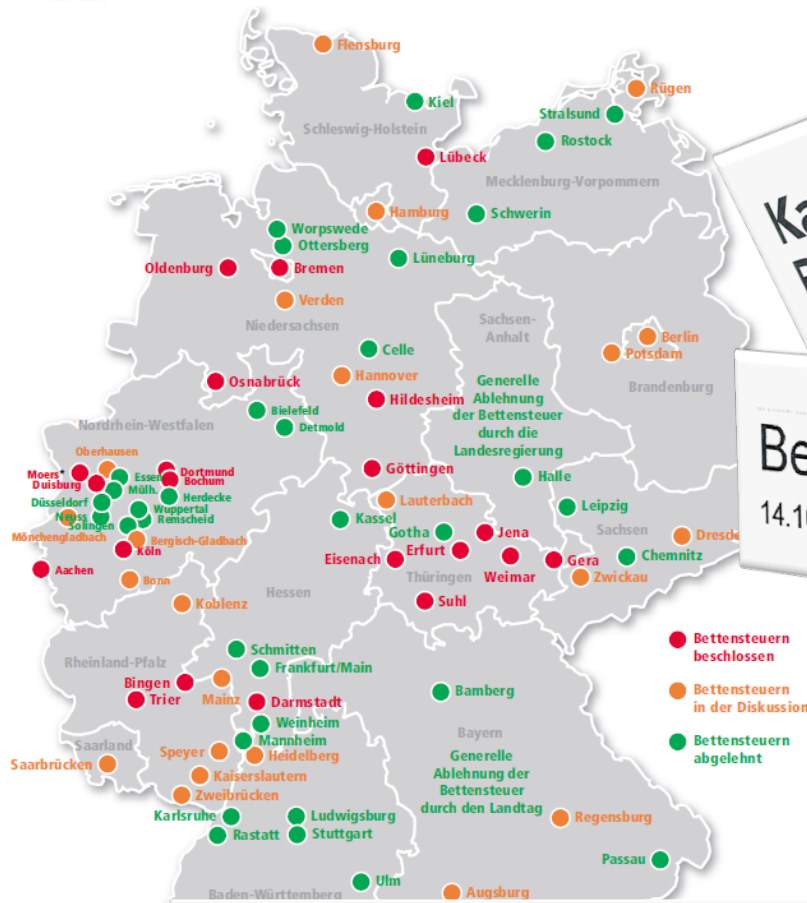 Flensburg
Kiel
Rügen
Stralsund
Rostock
Schleswig-Holstein
Lübeck
Mecklenburg-Vorpommern
Hamburg
Schwerin
Worpswede
Ottersberg
Lüneburg
Oldenburg
Bremen
Verden
Niedersachsen
Sachsen-
Anhalt
Berlin
Potsdam
Brandenburg
Celle
Hannover
Osnabrück
Hildesheim
Generelle
Ablehnung
der Bettensteuer
durch die
Landesregierung
Bielefeld
Detmold
Nordrhein-Westfalen
Oberhausen
Moers*
Duisburg
Essen
Mülh.
Dortmund
Bochum
Herdecke
Düsseldorf
Neuss
Wuppertal
Solingen
Remscheid
Mönchengladbach
Bergisch-Gladbach
Köln
Aachen
Bonn
Göttingen
Halle
Lauterbach
Kassel
Leipzig
Gotha
Jena
Sachsen
Dresde
Erfurt
Chemnitz
Eisenach
Weimar
Gera
Zwickau
Thüringen
Suhl
Hessen
Koblenz
Schmitten
Frankfurt/Main
Rheinland-Pfalz
Bingen
Mainz
Trier
Darmstadt
Bamberg
Weinheim
Mannheim
Bayern
Saarland
Speyer
Heidelberg
Saarbrücken
Kaiserslautern
Zweibrücken
Generelle
Ablehnung der
Bettensteuer
durch den Landtag
Karlsruhe
Ludwigsburg
Rastatt
Stuttgart
Regensburg
Passau
Ulm
Augsburg
Baden-Württemberg
Bettensteuern
beschlossen
Bettensteuern
in der Diskussion
Bettensteuern
abgelehnt
Ka
Be
14.10